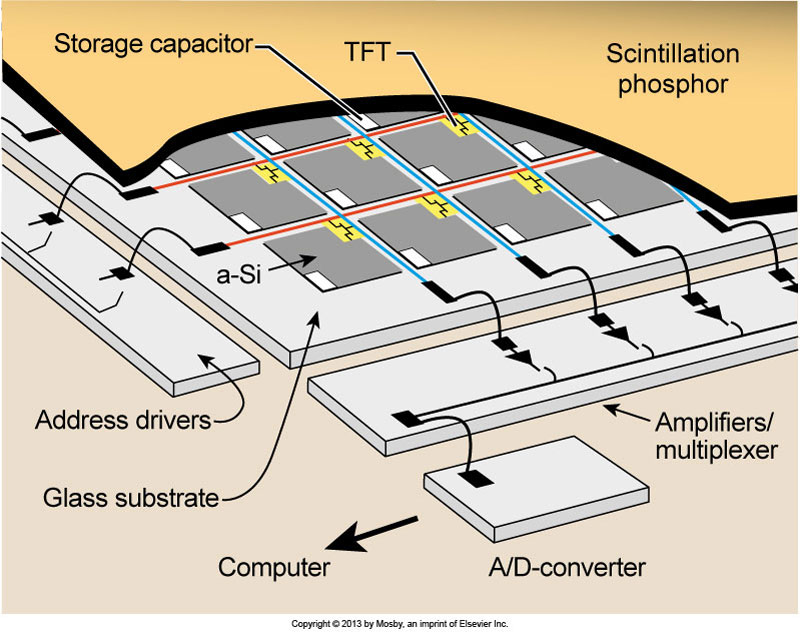 Storage capacitor
TFT
Scintillation
phosphor
a-Si
Address drivers
Amplifiers/
multiplexer
Glass substrate
Computer
A/D-converter
Copyright © 2013 by Mosby, an imprint of Elsevier Inc.